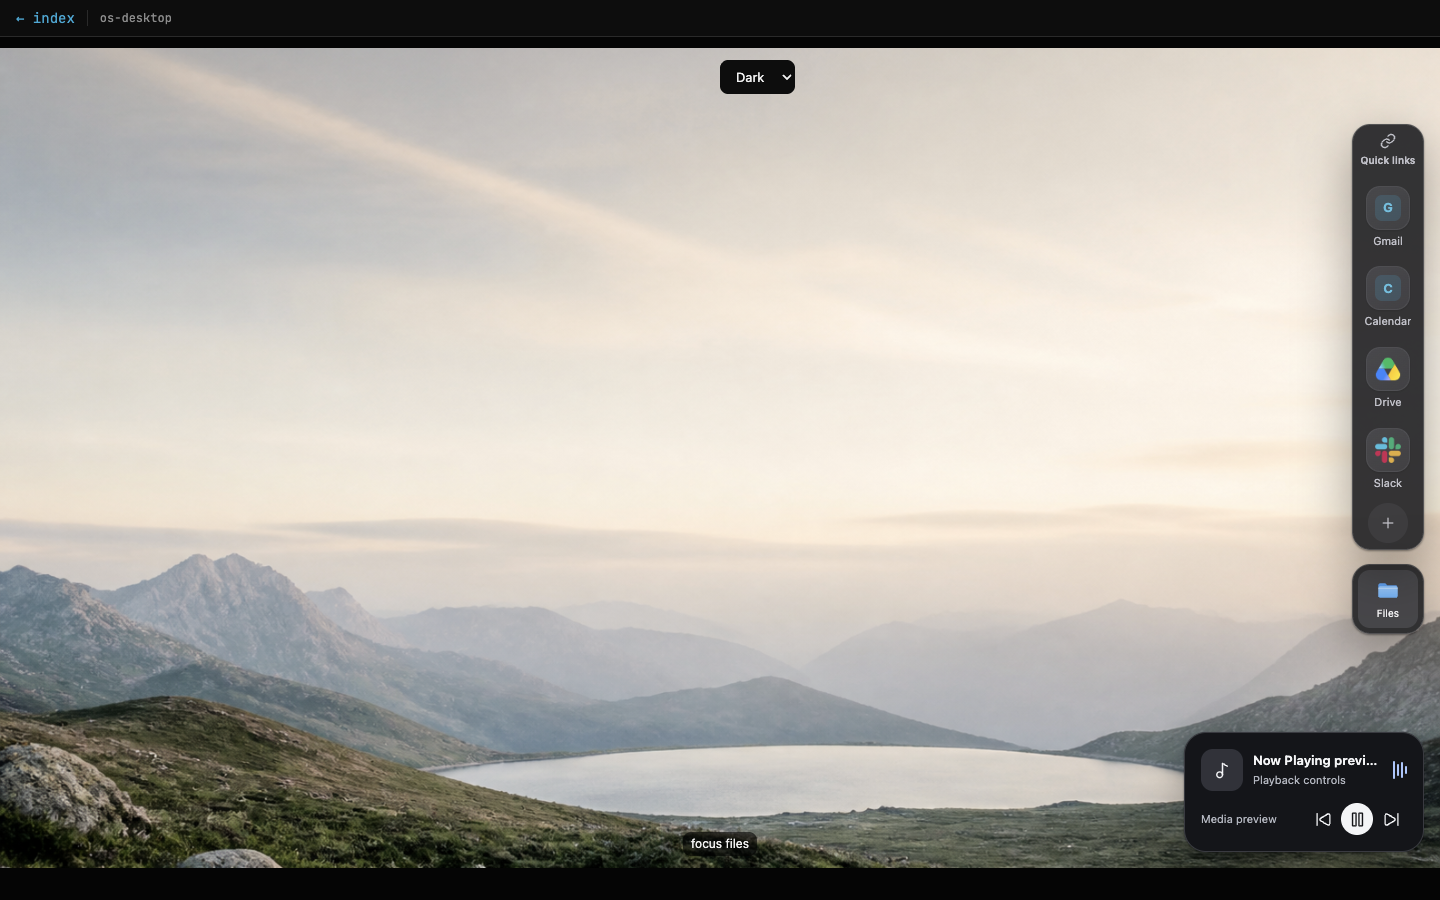 ← index
os-desktop
Dark
Quick links
G
Gmail
C
Calendar
Drive
Slack
+
Files
Now Playing previ...
Playback controls
Media preview
focus files